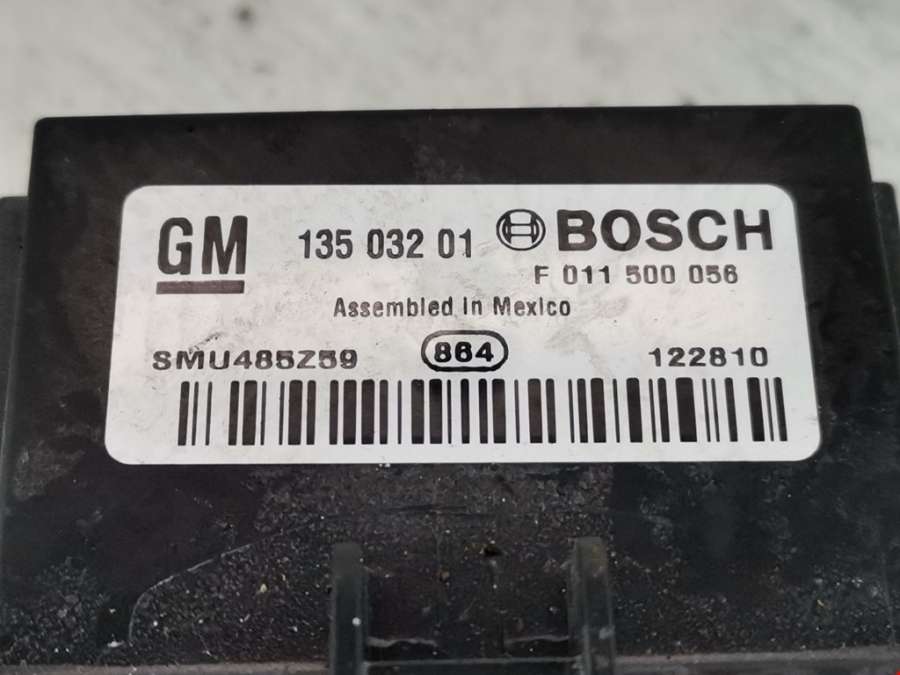 GM 135 032 01 BOSCH
F 011 500 056
Assembled in Mexico
SMU485Z59 864 122810